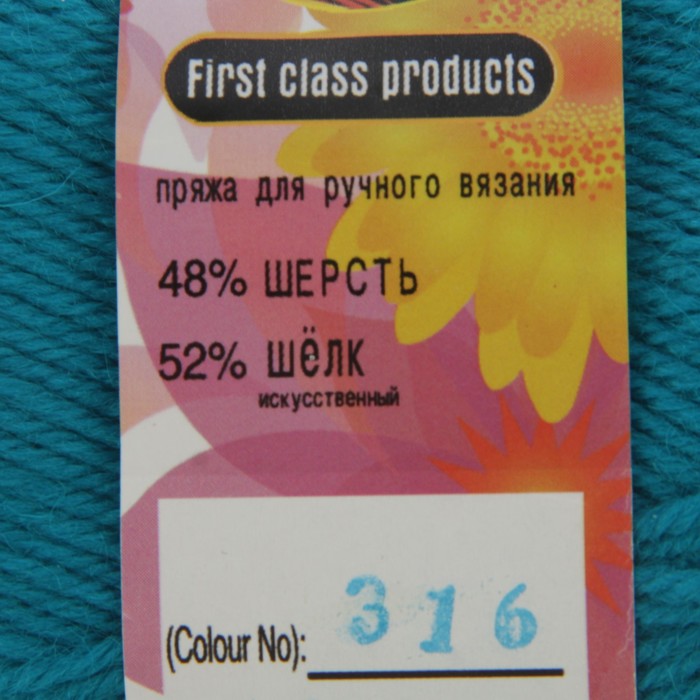 First class products
пряжа для ручного вязания
48% ШЕРСТЬ
52% шёлк
искусственный
(Colour No): 316